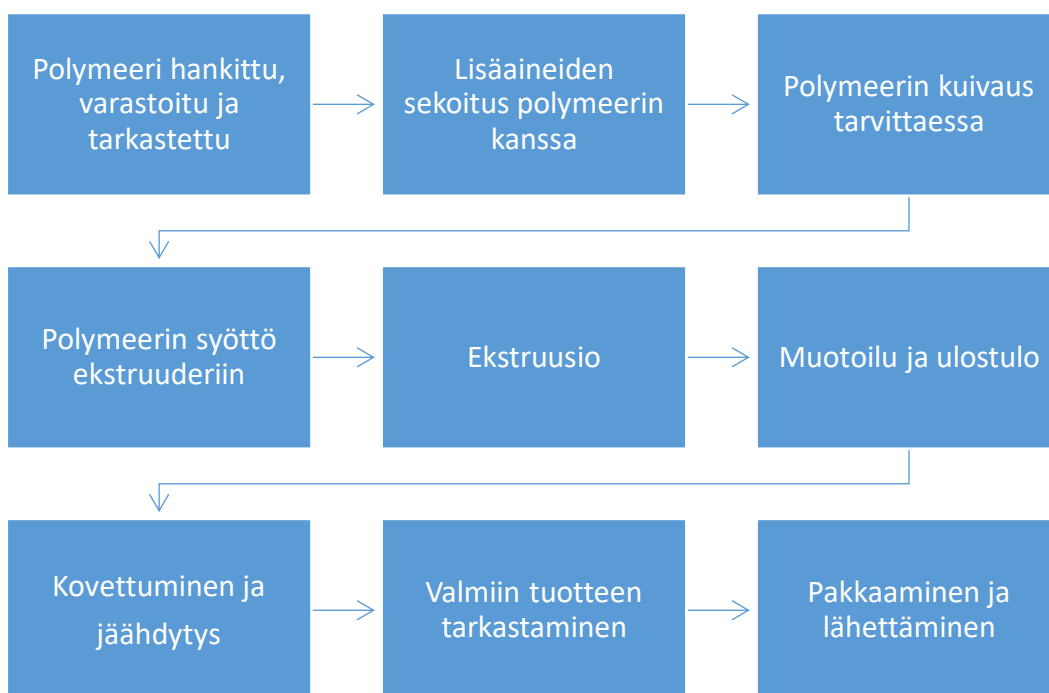 Polymeeri hankittu,
varastoitu ja
tarkastettu
Lisäaineiden
sekoitus polymeerin
kanssa
Polymeerin kuivaus
tarvittaessa
Polymeerin syöttö
ekstruuderiin
Ekstruusio
Muotoilu ja ulostulo
Kovettuminen ja
jäähdytys
Valmiin tuotteen
tarkastaminen
Pakkaaminen ja
lähettäminen